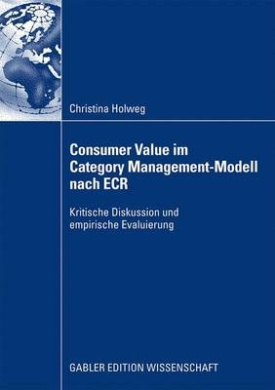 Christina Holweg
Consumer Value im
Category Management-Modell
nach ECR
Kritische Diskussion und
empirische Evaluierung
GABLER EDITION WISSENSCHAFT